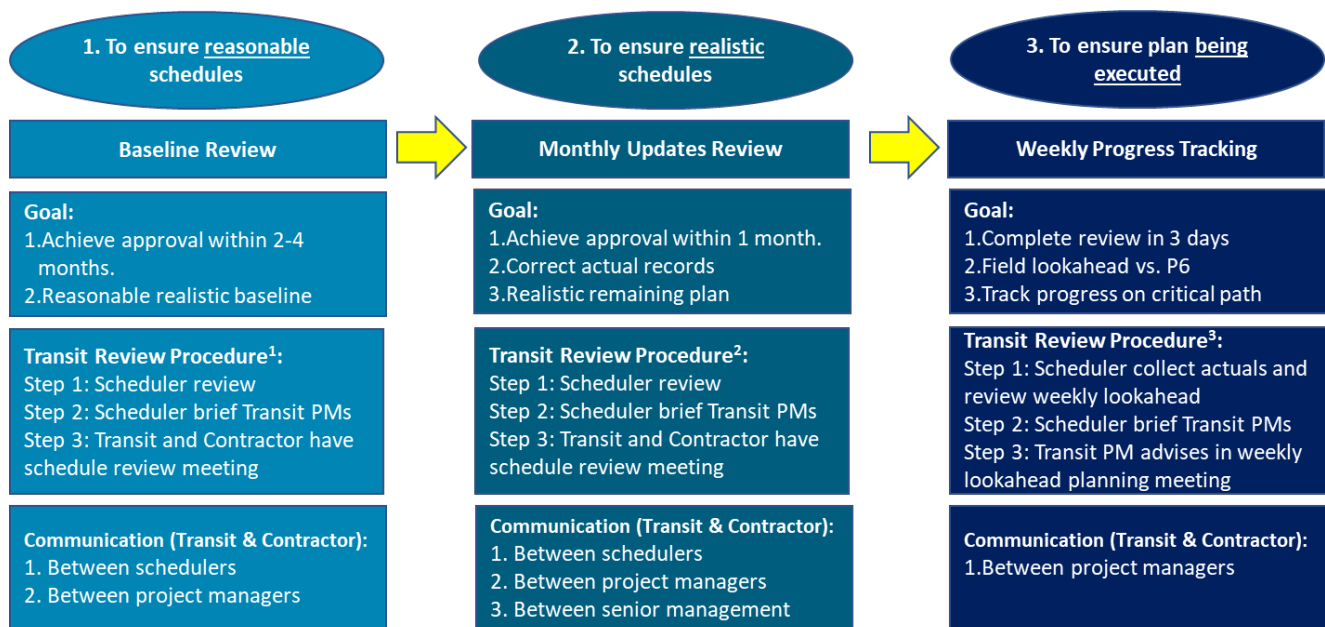 1. To ensure reasonable
schedules
2. To ensure realistic
schedules
3. To ensure plan being
executed
Baseline Review
Monthly Updates Review
Weekly Progress Tracking
Goal:
1.Achieve approval within 2-4
months.
2.Reasonable realistic baseline
Goal:
1.Achieve approval within 1 month.
2.Correct actual records
3.Realistic remaining plan
Goal:
1.Complete review in 3 days
2.Field lookahead vs. P6
3.Track progress on critical path
Transit Review Procedure¹:
Step 1: Scheduler review
Step 2: Scheduler brief Transit PMs
Step 3: Transit and Contractor have
schedule review meeting
Transit Review Procedure²:
Step 1: Scheduler review
Step 2: Scheduler brief Transit PMs
Step 3: Transit and Contractor have
schedule review meeting
Transit Review Procedure³:
Step 1: Scheduler collect actuals and
review weekly lookahead
Step 2: Scheduler brief Transit PMs
Step 3: Transit PM advises in weekly
lookahead planning meeting
Communication (Transit & Contractor):
1. Between schedulers
2. Between project managers
Communication (Transit & Contractor):
1. Between schedulers
2. Between project managers
3. Between senior management
Communication (Transit & Contractor):
1.Between project managers